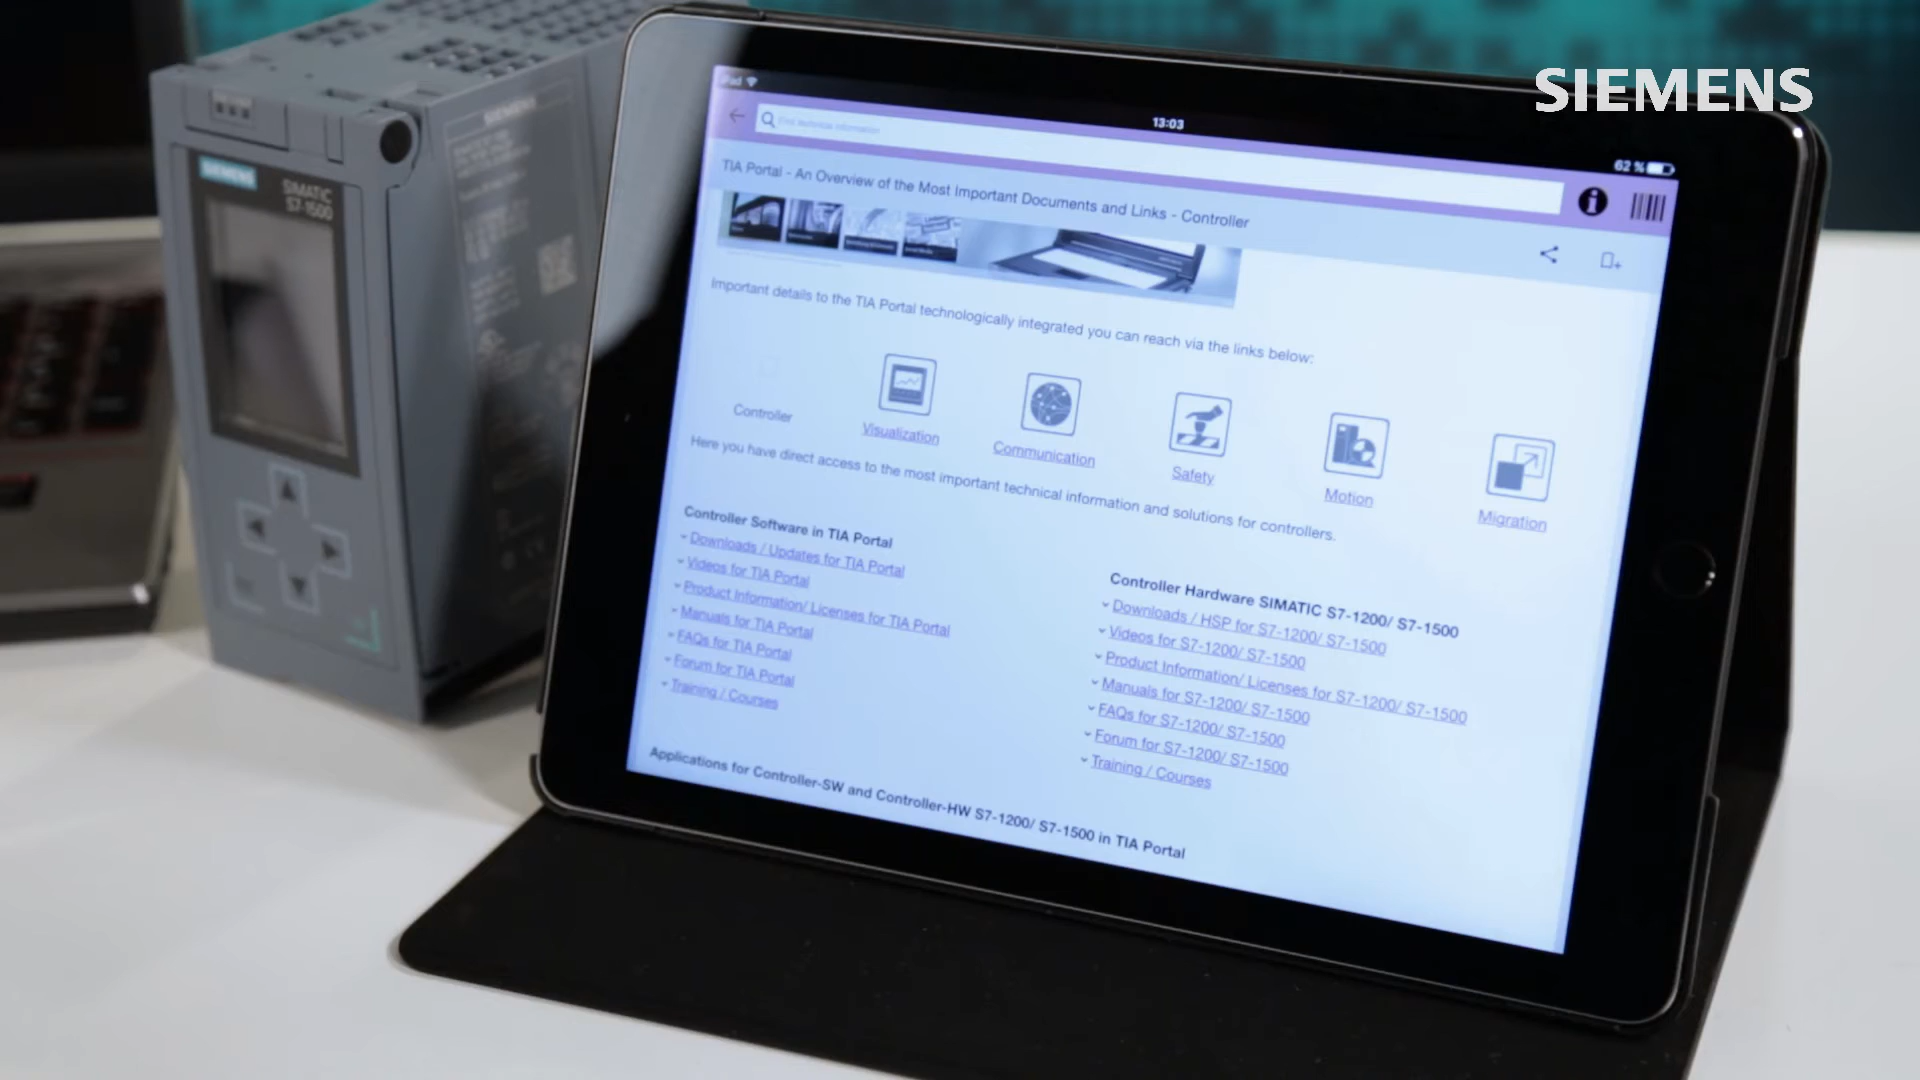 SIEMENS
SIEMENS
SIMATIC
S7-1500
SIEMENS
iPad
13:03
62 %
Find technical information
TIA Portal - An Overview of the Most Important Documents and Links - Controller
Important details to the TIA Portal technologically integrated you can reach via the links below:
Controller
Visualization
Communication
Safety
Motion
Migration
Here you have direct access to the most important technical information and solutions for controllers.
Controller Software in TIA Portal
Downloads / Updates for TIA Portal
Videos for TIA Portal
Product Information/ Licenses for TIA Portal
Manuals for TIA Portal
FAQs for TIA Portal
Forum for TIA Portal
Training / Courses
Controller Hardware SIMATIC S7-1200/ S7-1500
Downloads / HSP for S7-1200/ S7-1500
Videos for S7-1200/ S7-1500
Product Information/ Licenses for S7-1200/ S7-1500
Manuals for S7-1200/ S7-1500
FAQs for S7-1200/ S7-1500
Forum for S7-1200/ S7-1500
Training / Courses
Applications for Controller-SW and Controller-HW S7-1200/ S7-1500 in TIA Portal